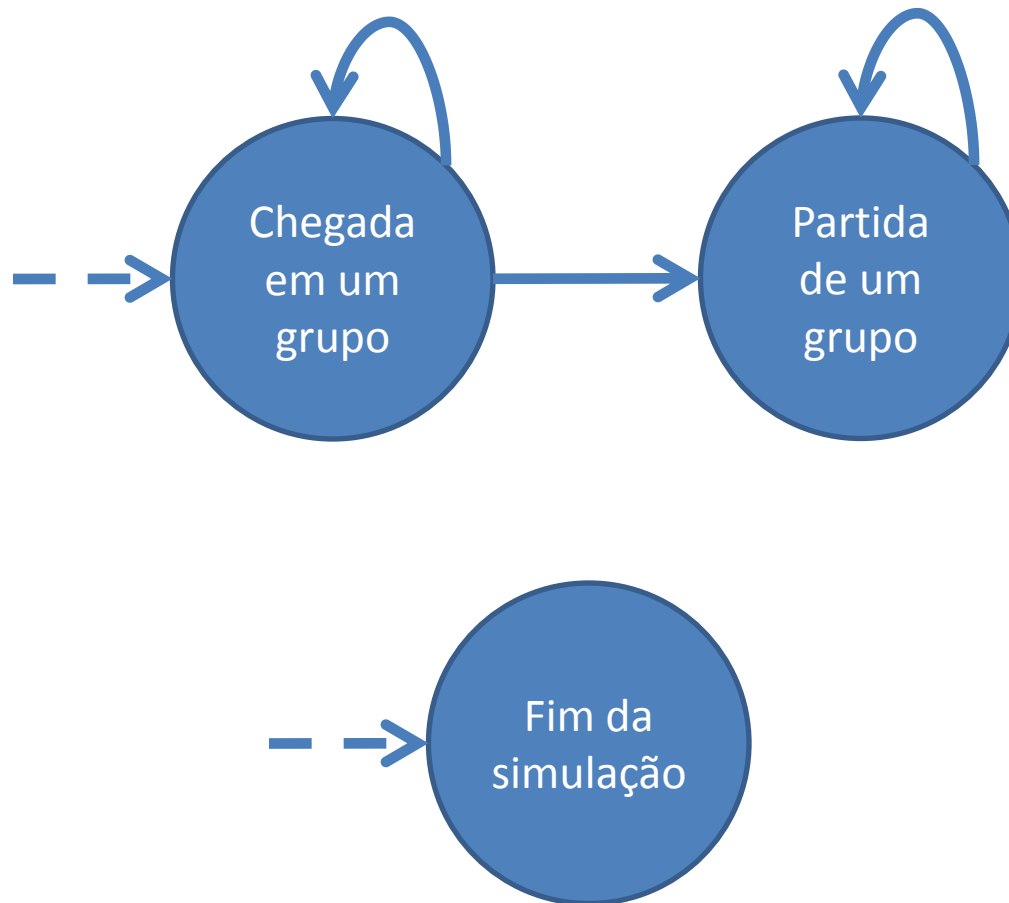 Chegada
em um
grupo
Partida
de um
grupo
Fim da
simulação